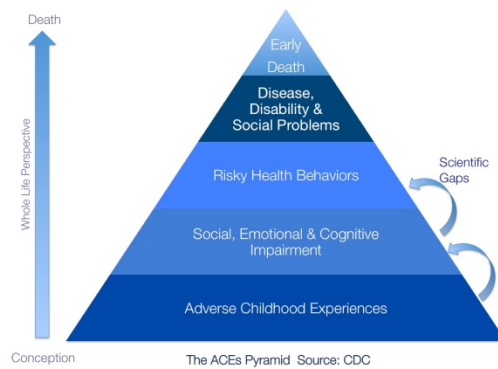 Death
Early
Death
Disease,
Disability &
Social Problems
Scientific
Gaps
Risky Health Behaviors
Whole Life Perspective
Social, Emotional & Cognitive
Impairment
Adverse Childhood Experiences
Conception
The ACEs Pyramid Source: CDC